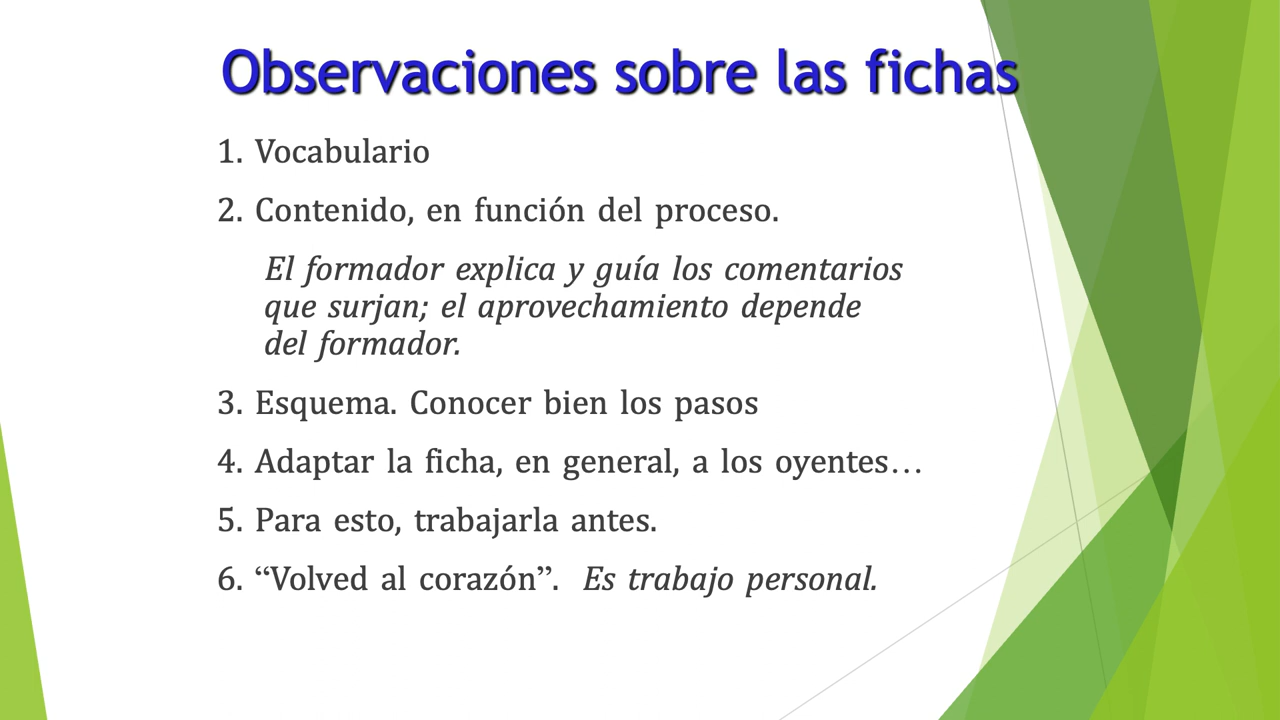 Observaciones sobre las fichas
1. Vocabulario
2. Contenido, en función del proceso.
El formador explica y guía los comentarios
que surjan; el aprovechamiento depende
del formador.
3. Esquema. Conocer bien los pasos
4. Adaptar la ficha, en general, a los oyentes…
5. Para esto, trabajarla antes.
6. “Volved al corazón”. Es trabajo personal.